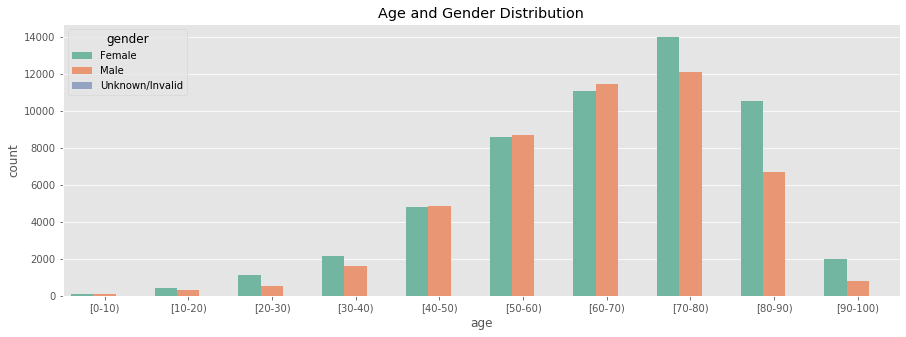 Age and Gender Distribution
gender
Female
Male
Unknown/Invalid
14000
12000
10000
8000
6000
4000
2000
0
count
[0-10)
[10-20)
[20-30)
[30-40)
[40-50)
[50-60)
[60-70)
[70-80)
[80-90)
[90-100)
age